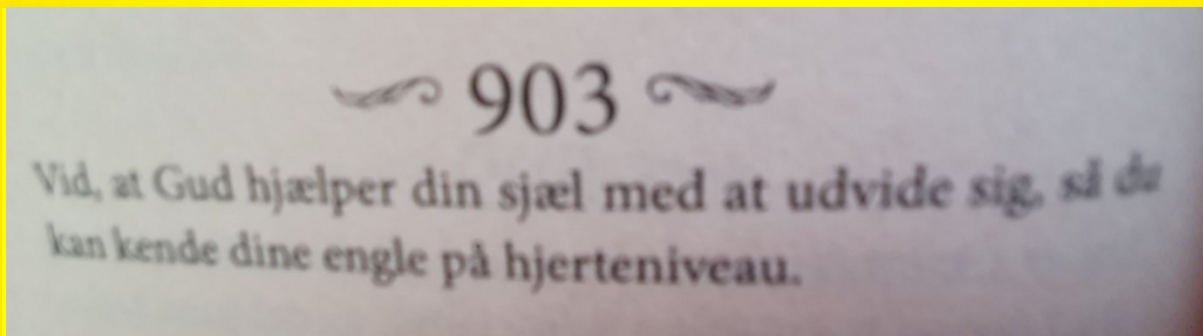 903
Vid, at Gud hjælper din sjæl med at udvide sig, så du
kan kende dine engle på hjerteniveau.